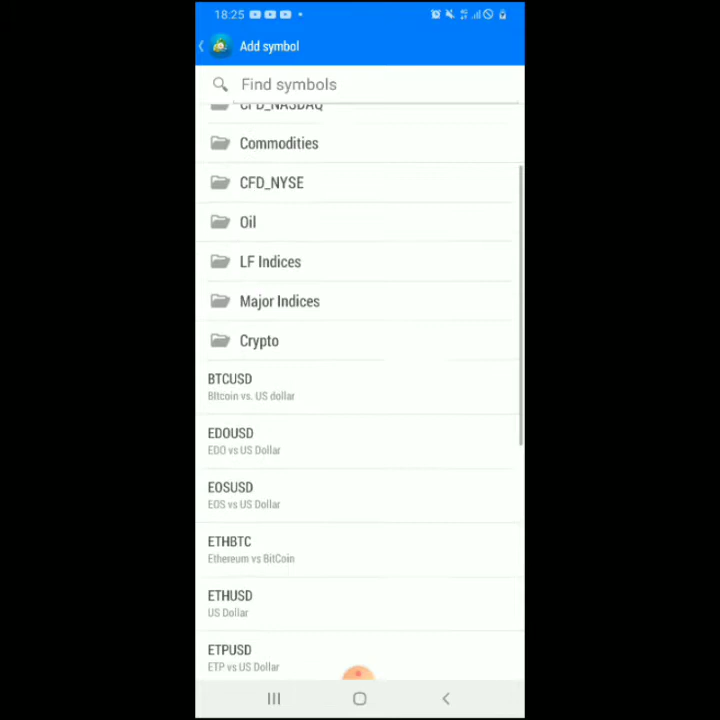 18:25
Add symbol
Find symbols
CFD_NASDAQ
Commodities
CFD_NYSE
Oil
LF Indices
Major Indices
Crypto
BTCUSD
BItcoin vs. US dollar
EDOUSD
EDO vs US Dollar
EOSUSD
EOS vs US Dollar
ETHBTC
Ethereum vs BitCoin
ETHUSD
US Dollar
ETPUSD
ETP vs US Dollar